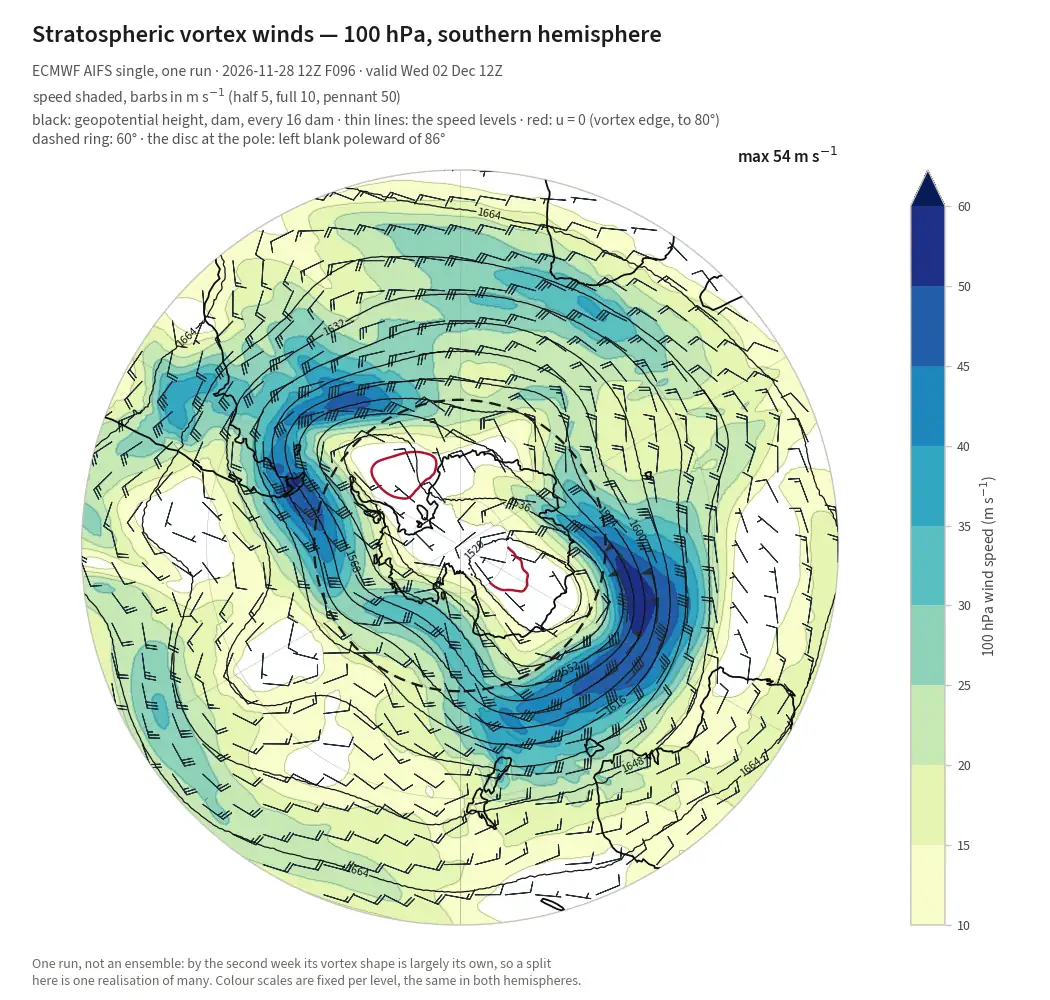 Stratospheric vortex winds — 100 hPa, southern hemisphere
ECMWF AIFS single, one run · 2026-11-28 12Z F096 · valid Wed 02 Dec 12Z
speed shaded, barbs in m s⁻¹ (half 5, full 10, pennant 50)
black: geopotential height, dam, every 16 dam · thin lines: the speed levels · red: u = 0 (vortex edge, to 80°)
dashed ring: 60° · the disc at the pole: left blank poleward of 86°
max 54 m s⁻¹
60
50
45
40
35
30
25
20
15
10
100 hPa wind speed (m s⁻¹)
1664
1632
1664
1600
1520
1568
1552
1616
1648
1664
1664
One run, not an ensemble: by the second week its vortex shape is largely its own, so a split
here is one realisation of many. Colour scales are fixed per level, the same in both hemispheres.